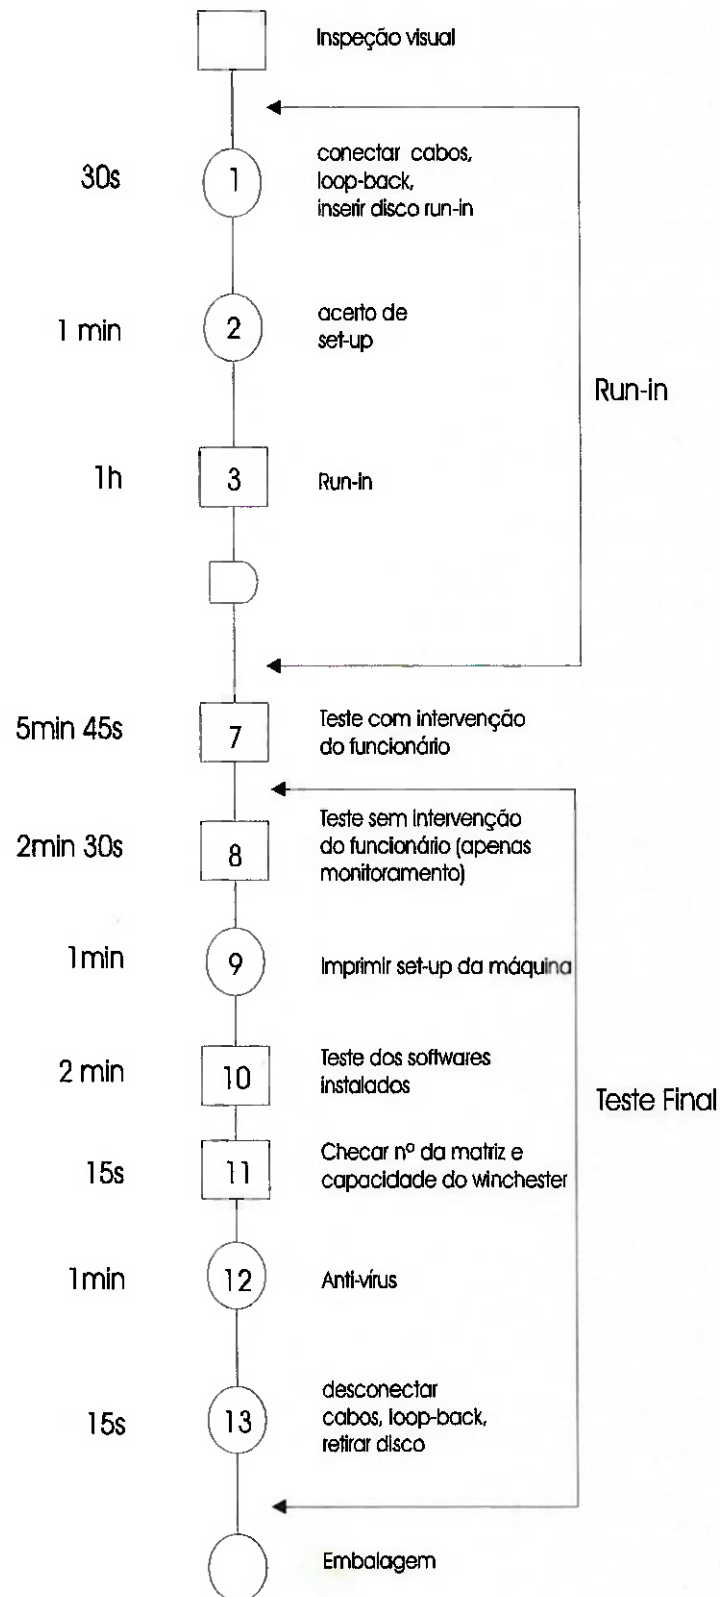 Inspeção visual
30s
1
conectar cabos,
loop-back,
inserir disco run-in
1 min
2
acerto de
set-up
Run-in
1h
3
Run-in
5min 45s
7
Teste com intervenção
do funcionário
2min 30s
8
Teste sem intervenção
do funcionário (apenas
monitoramento)
1min
9
Imprimir set-up da máquina
2 min
10
Teste dos softwares
instalados
Teste Final
15s
11
Checar nº da matriz e
capacidade do winchester
1min
12
Anti-vírus
15s
13
desconectar
cabos, loop-back,
retirar disco
Embalagem